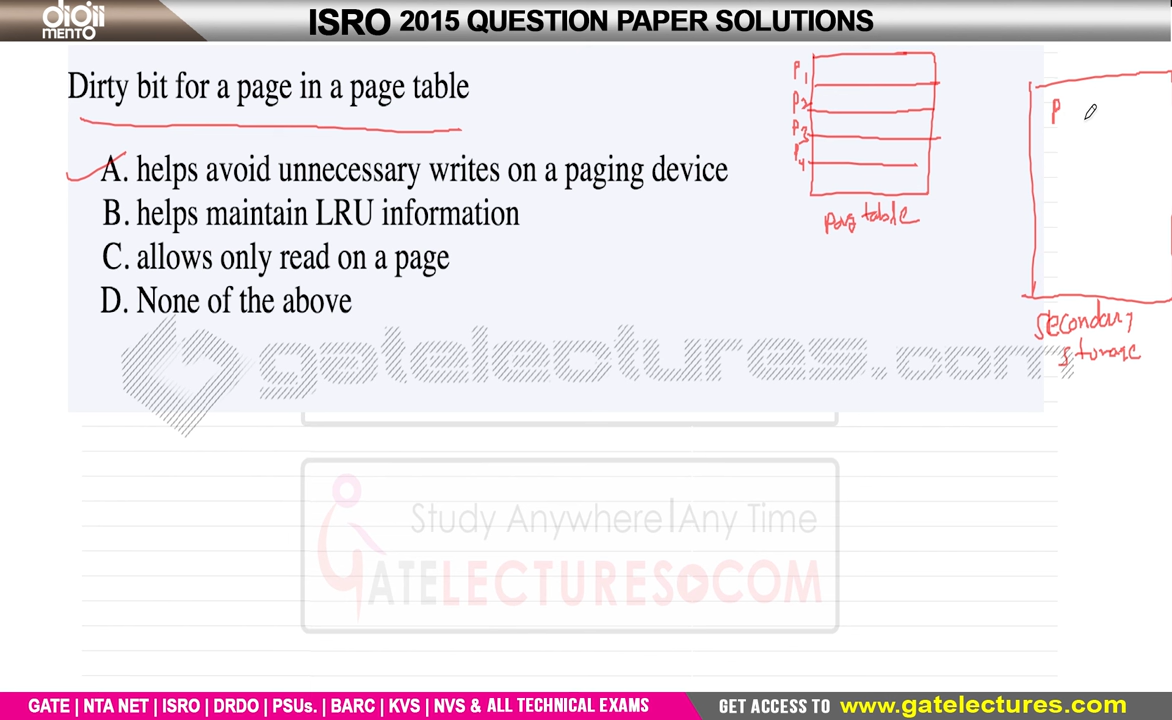 digii
MENTO
ISRO 2015 QUESTION PAPER SOLUTIONS
Dirty bit for a page in a page table
A. helps avoid unnecessary writes on a paging device
B. helps maintain LRU information
C. allows only read on a page
D. None of the above
P1
P2
P3
P4
pag table
P
Secondary
storage
gatelectures.com
Study Anywhere|Any Time
GATELECTURES.COM
GATE | NTA NET | ISRO | DRDO | PSUs. | BARC | KVS | NVS & ALL TECHNICAL EXAMS
GET ACCESS TO www.gatelectures.com